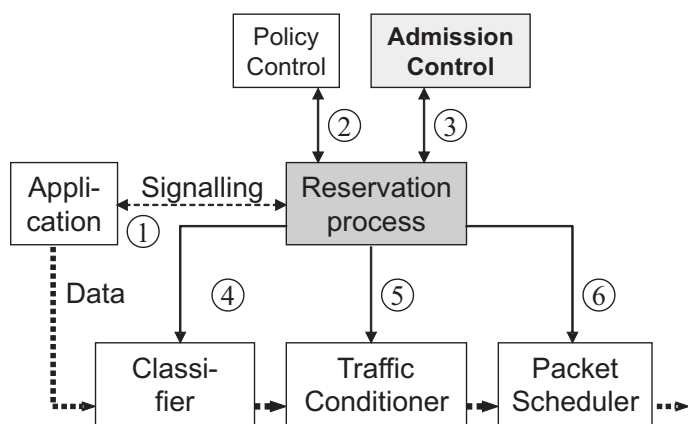 Policy
Control
Admission
Control
②
③
Appli-
cation
Signalling
①
Reservation
process
Data
④
⑤
⑥
Classi-
fier
Traffic
Conditioner
Packet
Scheduler